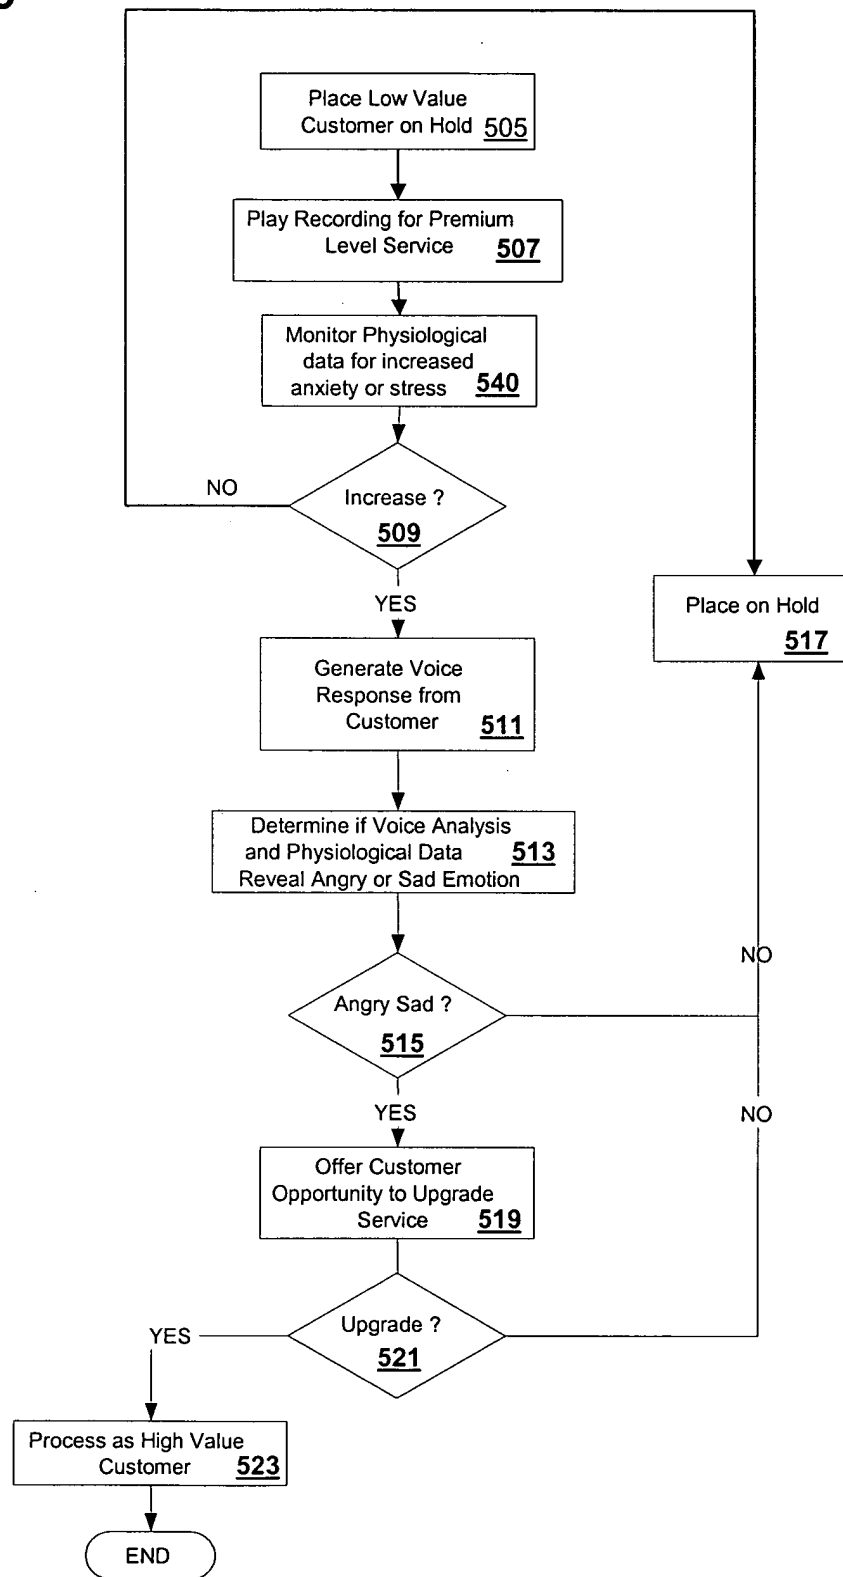 Place Low Value
Customer on Hold 505
Play Recording for Premium
Level Service 507
Monitor Physiological
data for increased
anxiety or stress 540
NO
Increase ?
509
YES
Place on Hold
517
Generate Voice
Response from
Customer 511
Determine if Voice Analysis
and Physiological Data 513
Reveal Angry or Sad Emotion
NO
Angry Sad ?
515
YES
NO
Offer Customer
Opportunity to Upgrade
Service 519
Upgrade ?
YES
521
Process as High Value
Customer 523
END